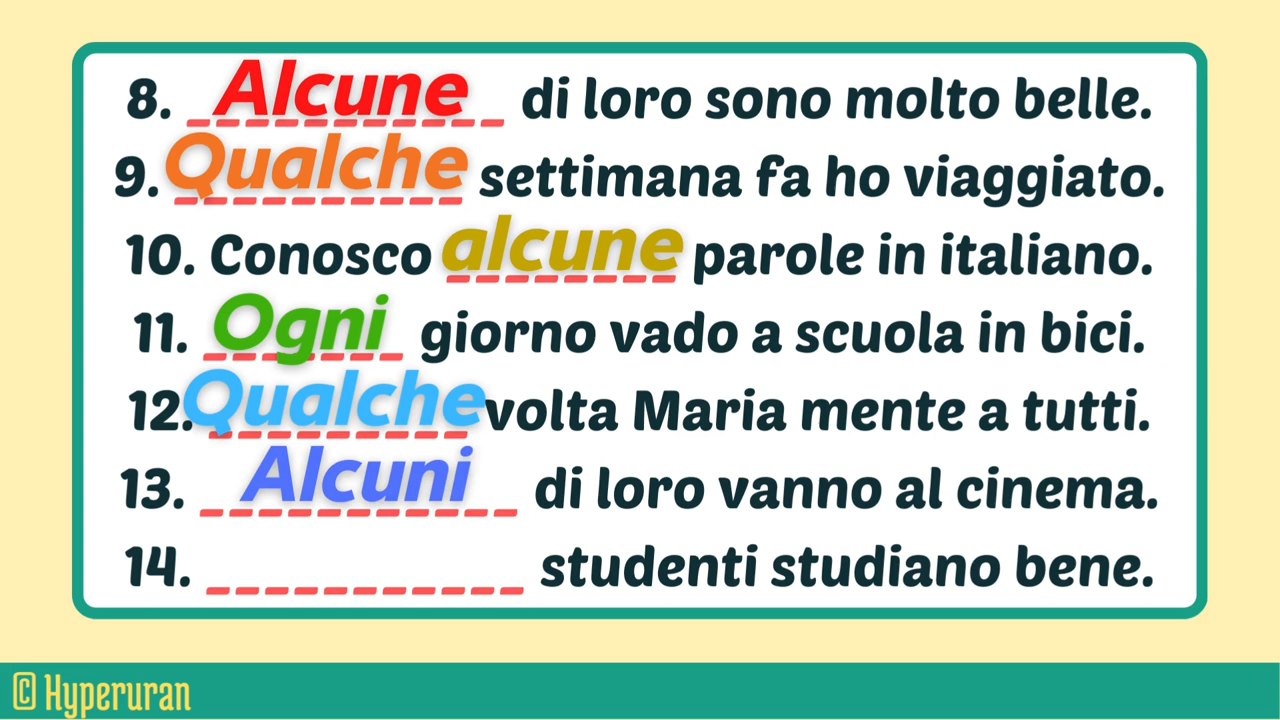 8. Alcune di loro sono molto belle.
9. Qualche settimana fa ho viaggiato.
10. Conosco alcune parole in italiano.
11. Ogni giorno vado a scuola in bici.
12. Qualche volta Maria mente a tutti.
13. Alcuni di loro vanno al cinema.
14. ___________ studenti studiano bene.
© Hyperuran